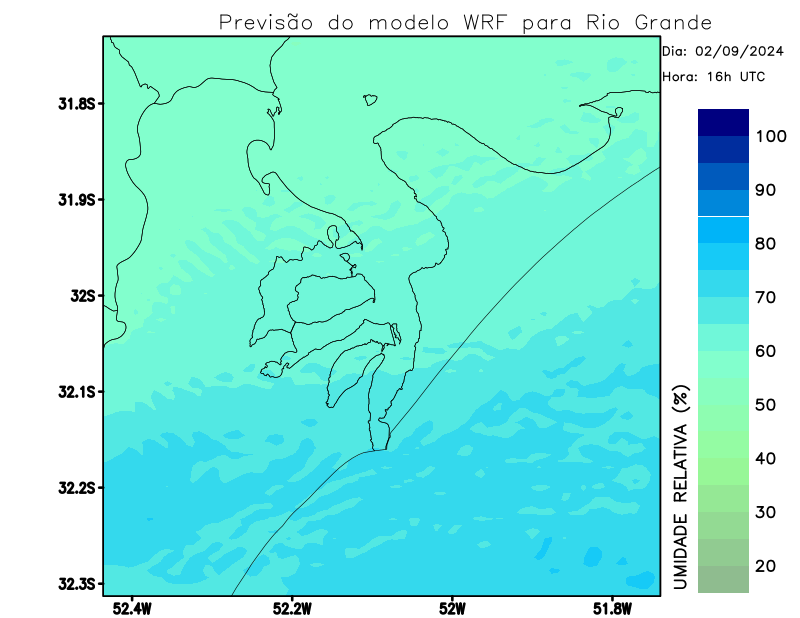 Previsão do modelo WRF para Rio Grande
Dia: 02/09/2024
Hora: 16h UTC
31.8S
31.9S
32S
32.1S
32.2S
32.3S
52.4W
52.2W
52W
51.8W
100
90
80
70
60
50
40
30
20
UMIDADE RELATIVA (%)